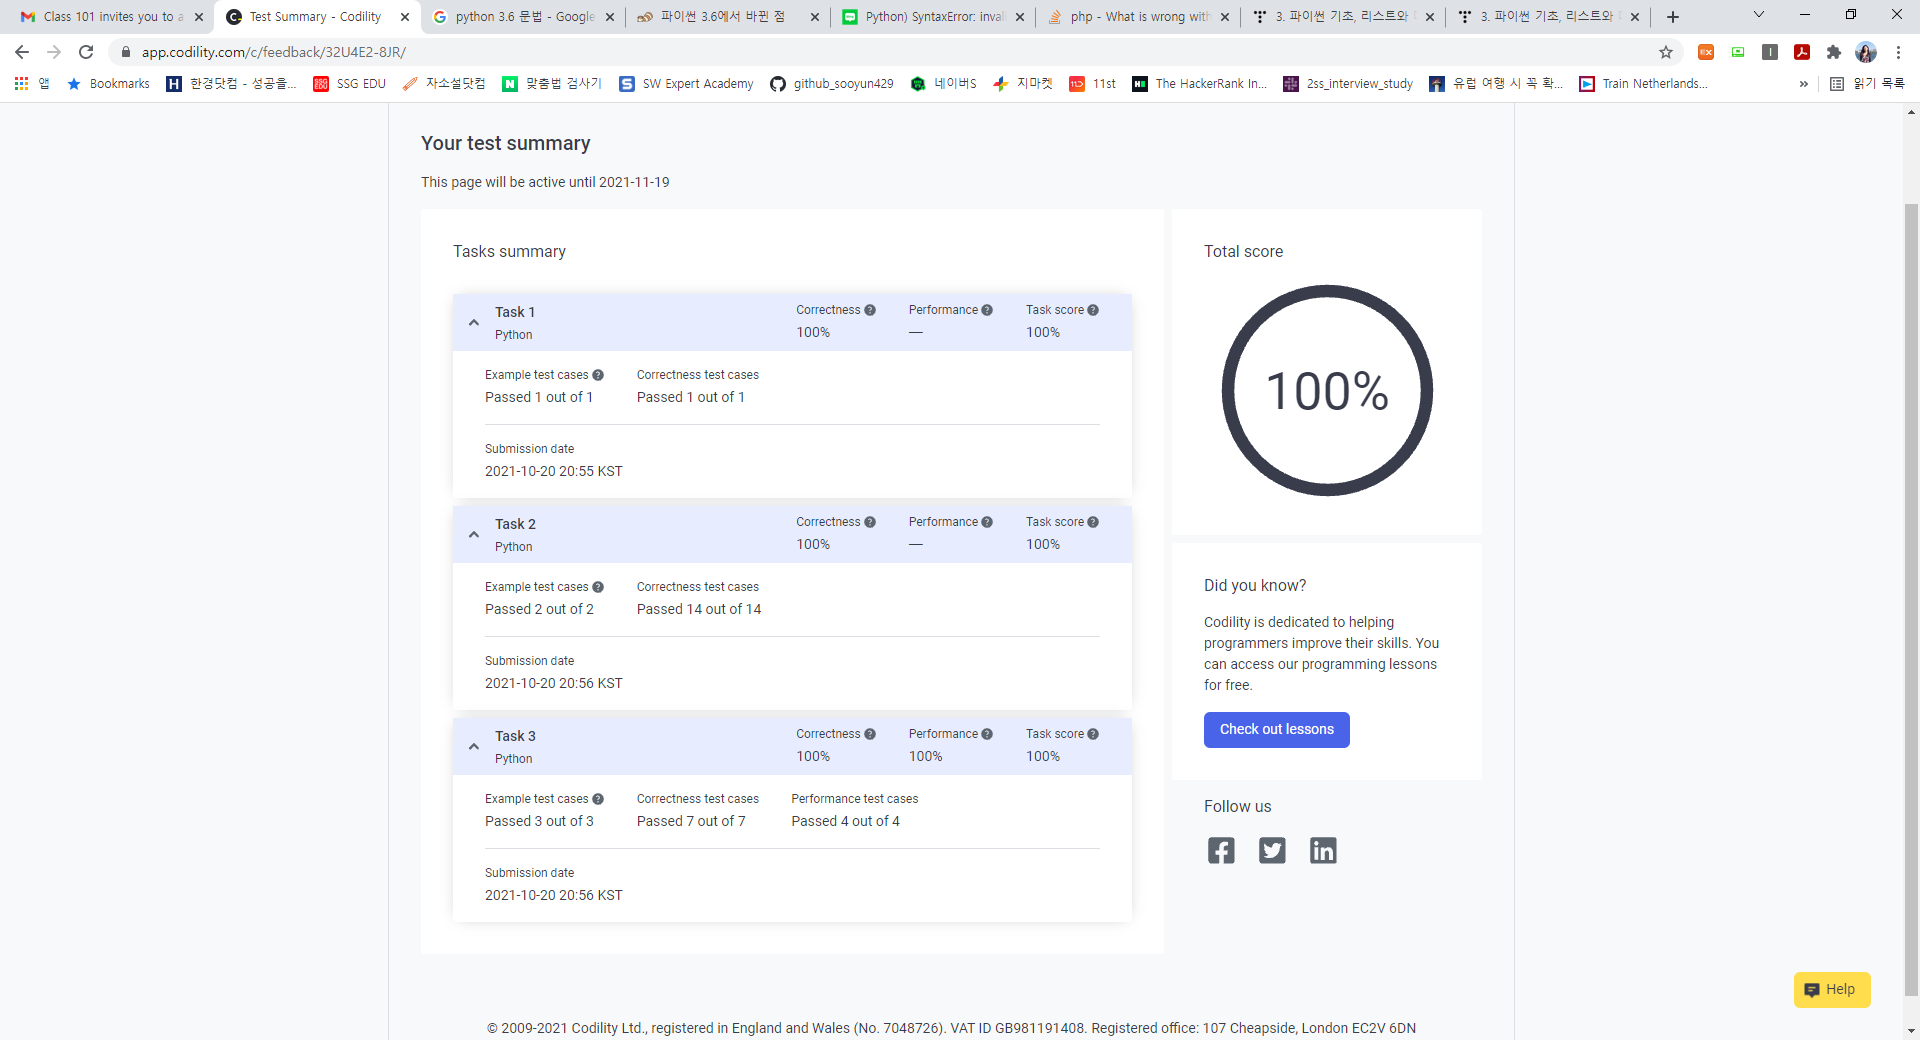 Class 101 invites you to a
Test Summary - Codility
python 3.6 문법 - Google
파이썬 3.6에서 바뀐 점
Python) SyntaxError: inval
php - What is wrong with
3. 파이썬 기초, 리스트와
3. 파이썬 기초, 리스트와
app.codility.com/c/feedback/32U4E2-8JR/
앱
Bookmarks
한경닷컴 - 성공을...
SSG EDU
자소설닷컴
맞춤법 검사기
SW Expert Academy
github_sooyun429
네이버S
지마켓
11st
The HackerRank In...
2ss_interview_study
유럽 여행 시 꼭 확...
Train Netherlands...
»
읽기 목록
Your test summary
This page will be active until 2021-11-19
Tasks summary
Task 1
Python
Correctness
100%
Performance
—
Task score
100%
Example test cases
Passed 1 out of 1
Correctness test cases
Passed 1 out of 1
Submission date
2021-10-20 20:55 KST
Task 2
Python
Correctness
100%
Performance
—
Task score
100%
Example test cases
Passed 2 out of 2
Correctness test cases
Passed 14 out of 14
Submission date
2021-10-20 20:56 KST
Task 3
Python
Correctness
100%
Performance
100%
Task score
100%
Example test cases
Passed 3 out of 3
Correctness test cases
Passed 7 out of 7
Performance test cases
Passed 4 out of 4
Submission date
2021-10-20 20:56 KST
Total score
100%
Did you know?
Codility is dedicated to helping
programmers improve their skills. You
can access our programming lessons
for free.
Check out lessons
Follow us
Help
© 2009-2021 Codility Ltd., registered in England and Wales (No. 7048726). VAT ID GB981191408. Registered office: 107 Cheapside, London EC2V 6DN